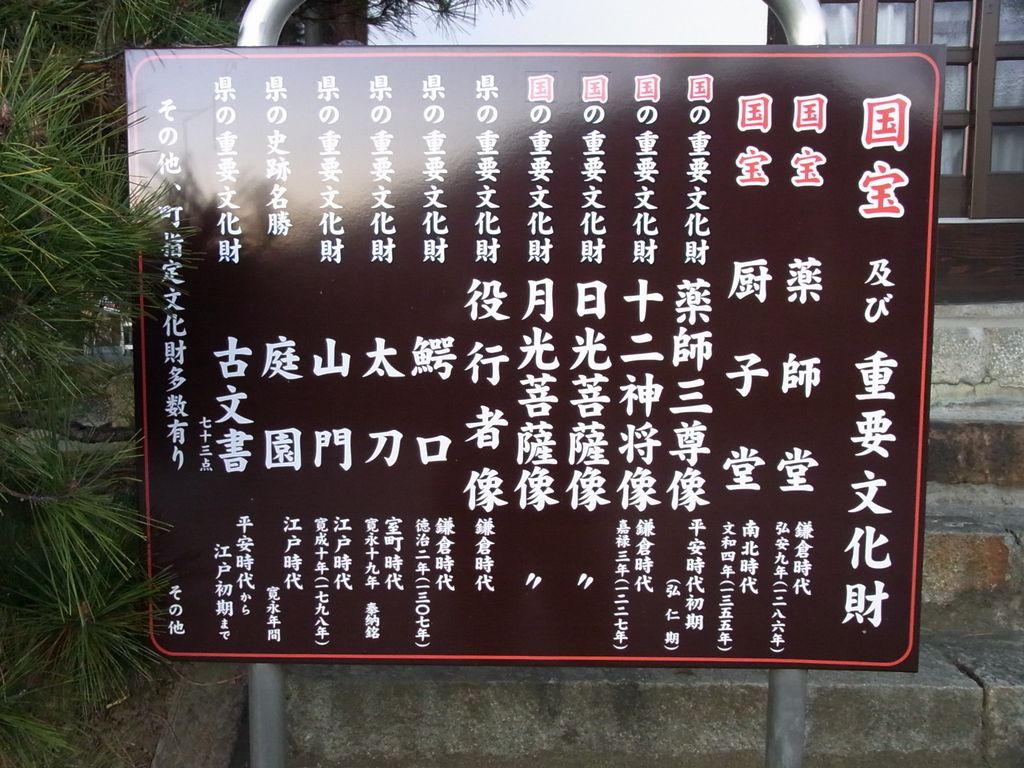 国宝 及び 重要文化財
国宝 薬師堂 鎌倉時代 弘安九年(一二八六年)
国宝 厨子堂 南北時代 文和四年(一三五五年)
国の重要文化財 薬師三尊像 平安時代初期 (弘仁期)
国の重要文化財 十二神将像 鎌倉時代 嘉禄三年(一二二七年)
国の重要文化財 日光菩薩像 〃
国の重要文化財 月光菩薩像 〃
県の重要文化財 役行者像 鎌倉時代
県の重要文化財 鰐口 鎌倉時代 徳治二年(一三〇七年)
県の重要文化財 太刀 室町時代 寛永十九年 奉納銘
県の重要文化財 山門 江戸時代 寛成十年(一七九八年)
県の史跡名勝 庭園 江戸時代 寛永年間
県の重要文化財 古文書 七十三点 平安時代から 江戸初期まで
その他、町指定文化財多数有り その他